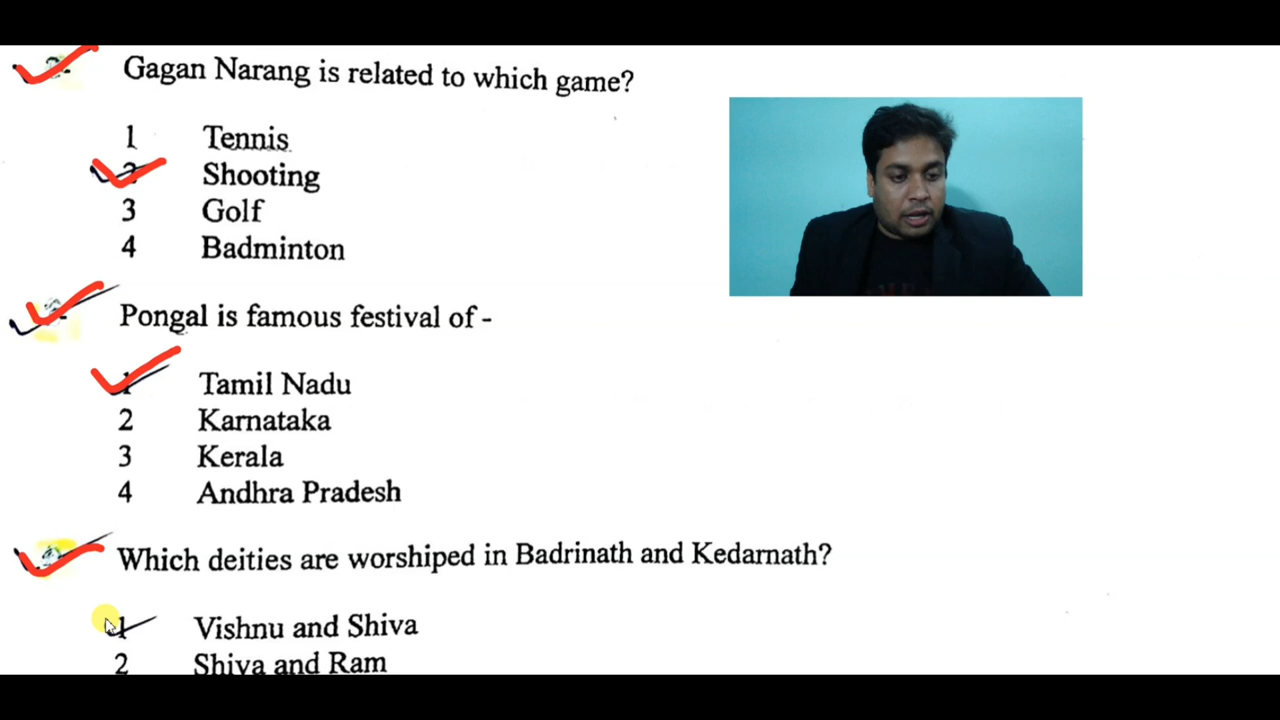 Gagan Narang is related to which game?
1 Tennis
2 Shooting
3 Golf
4 Badminton
Pongal is famous festival of -
1 Tamil Nadu
2 Karnataka
3 Kerala
4 Andhra Pradesh
Which deities are worshiped in Badrinath and Kedarnath?
1 Vishnu and Shiva
2 Shiva and Ram